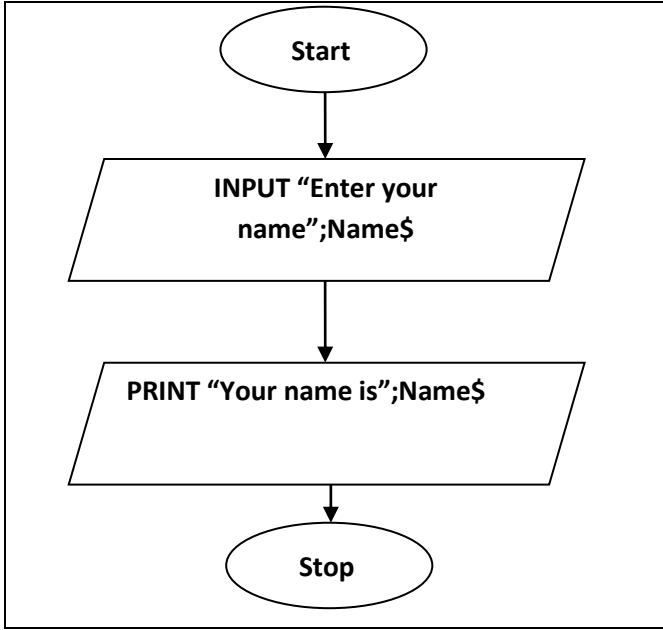 Start
INPUT “Enter your
name”;Name$
PRINT “Your name is”;Name$
Stop